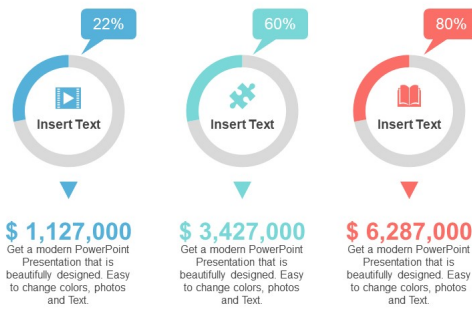 22%
60%
80%
Insert Text
Insert Text
Insert Text
$ 1,127,000
$ 3,427,000
$ 6,287,000
Get a modern PowerPoint
Presentation that is
beautifully designed. Easy
to change colors, photos
and Text.
Get a modern PowerPoint
Presentation that is
beautifully designed. Easy
to change colors, photos
and Text.
Get a modern PowerPoint
Presentation that is
beautifully designed. Easy
to change colors, photos
and Text.